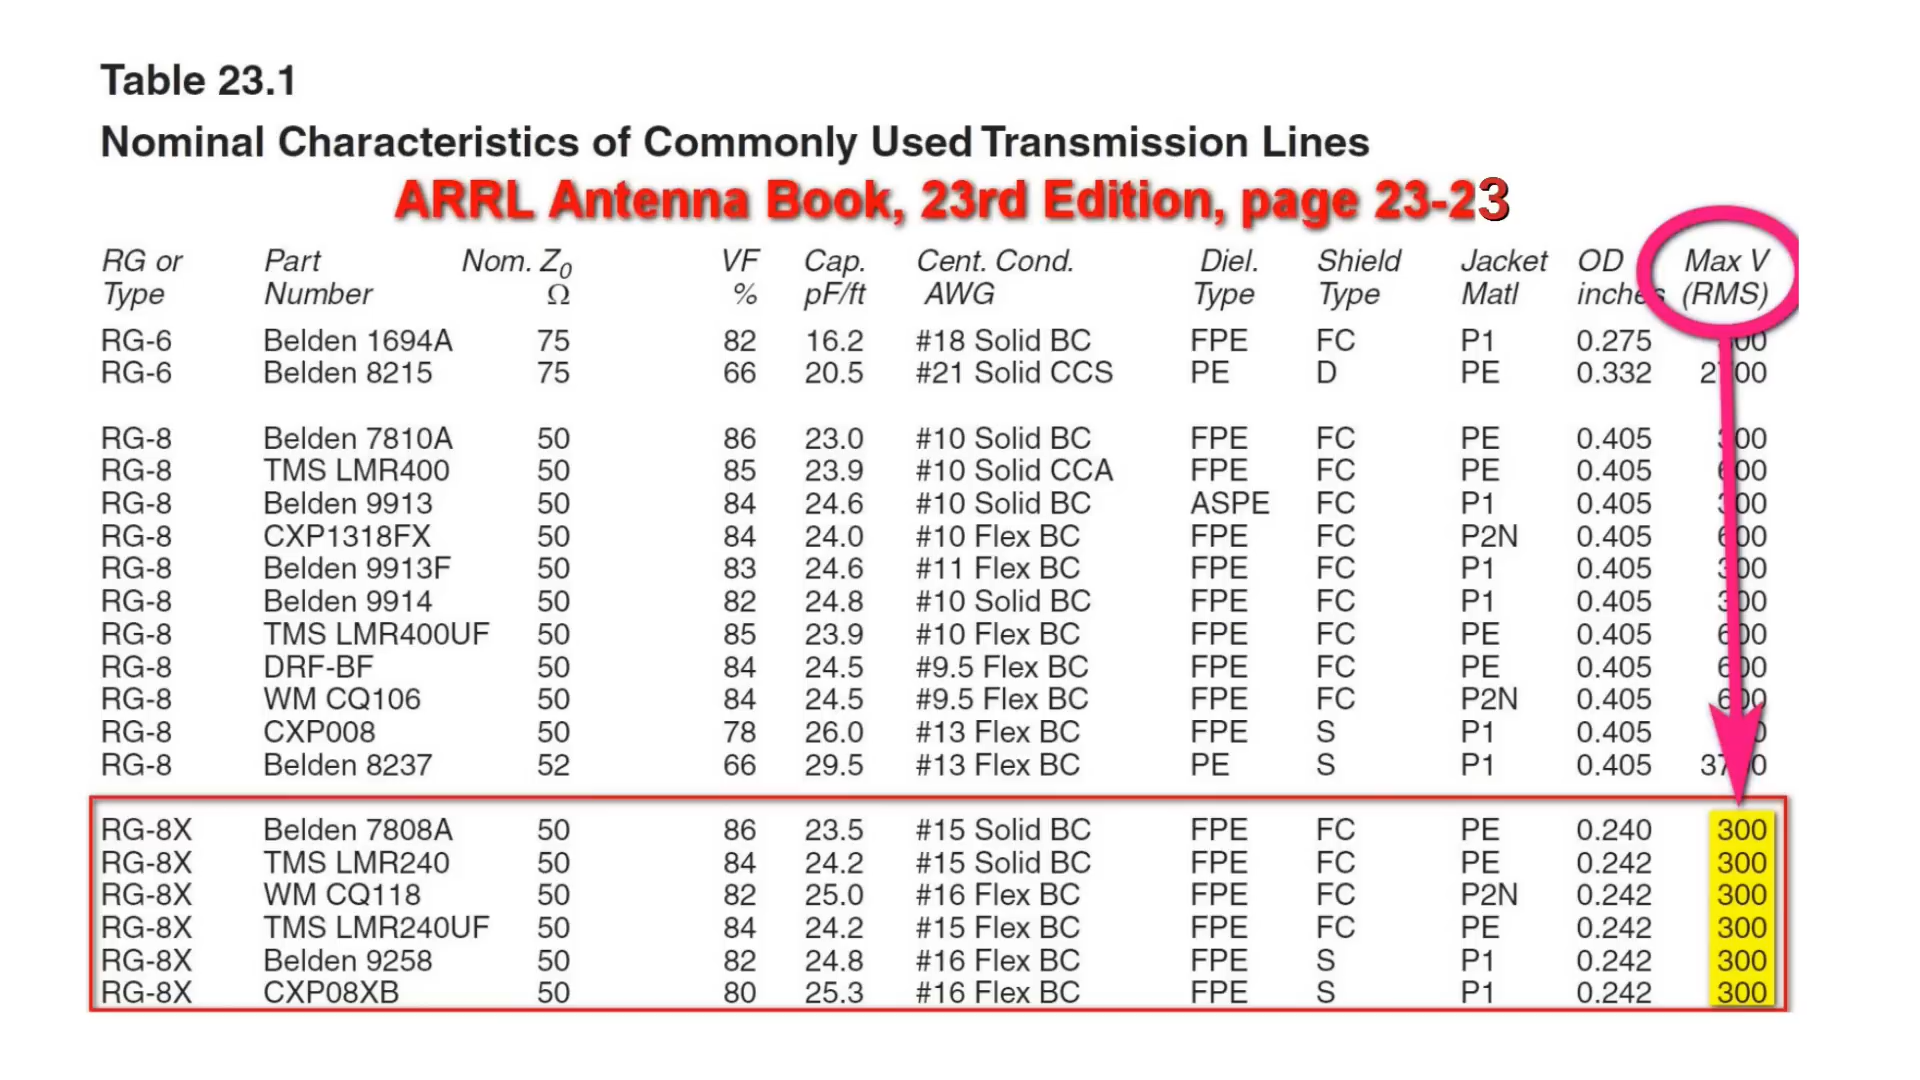 Table 23.1
Nominal Characteristics of Commonly Used Transmission Lines
ARRL Antenna Book, 23rd Edition, page 23-23
RG or Part Nom. Z0 VF Cap. Cent. Cond. Diel. Shield Jacket OD Max V
Type Number Ω % pF/ft AWG Type Type Matl inches (RMS)
RG-6 Belden 1694A 75 82 16.2 #18 Solid BC FPE FC P1 0.275
RG-6 Belden 8215 75 66 20.5 #21 Solid CCS PE D PE 0.332
RG-8 Belden 7810A 50 86 23.0 #10 Solid BC FPE FC PE 0.405 300
RG-8 TMS LMR400 50 85 23.9 #10 Solid CCA FPE FC PE 0.405 600
RG-8 Belden 9913 50 84 24.6 #10 Solid BC ASPE FC P1 0.405 300
RG-8 CXP1318FX 50 84 24.0 #10 Flex BC FPE FC P2N 0.405 600
RG-8 Belden 9913F 50 83 24.6 #11 Flex BC FPE FC P1 0.405 300
RG-8 Belden 9914 50 82 24.8 #10 Solid BC FPE FC P1 0.405 300
RG-8 TMS LMR400UF 50 85 23.9 #10 Flex BC FPE FC PE 0.405 600
RG-8 DRF-BF 50 84 24.5 #9.5 Flex BC FPE FC PE 0.405 600
RG-8 WM CQ106 50 84 24.5 #9.5 Flex BC FPE FC P2N 0.405 600
RG-8 CXP008 50 78 26.0 #13 Flex BC FPE S P1 0.405
RG-8 Belden 8237 52 66 29.5 #13 Flex BC PE S P1 0.405
RG-8X Belden 7808A 50 86 23.5 #15 Solid BC FPE FC PE 0.240 300
RG-8X TMS LMR240 50 84 24.2 #15 Solid BC FPE FC PE 0.242 300
RG-8X WM CQ118 50 82 25.0 #16 Flex BC FPE FC P2N 0.242 300
RG-8X TMS LMR240UF 50 84 24.2 #15 Flex BC FPE FC PE 0.242 300
RG-8X Belden 9258 50 82 24.8 #16 Flex BC FPE S P1 0.242 300
RG-8X CXP08XB 50 80 25.3 #16 Flex BC FPE S P1 0.242 300